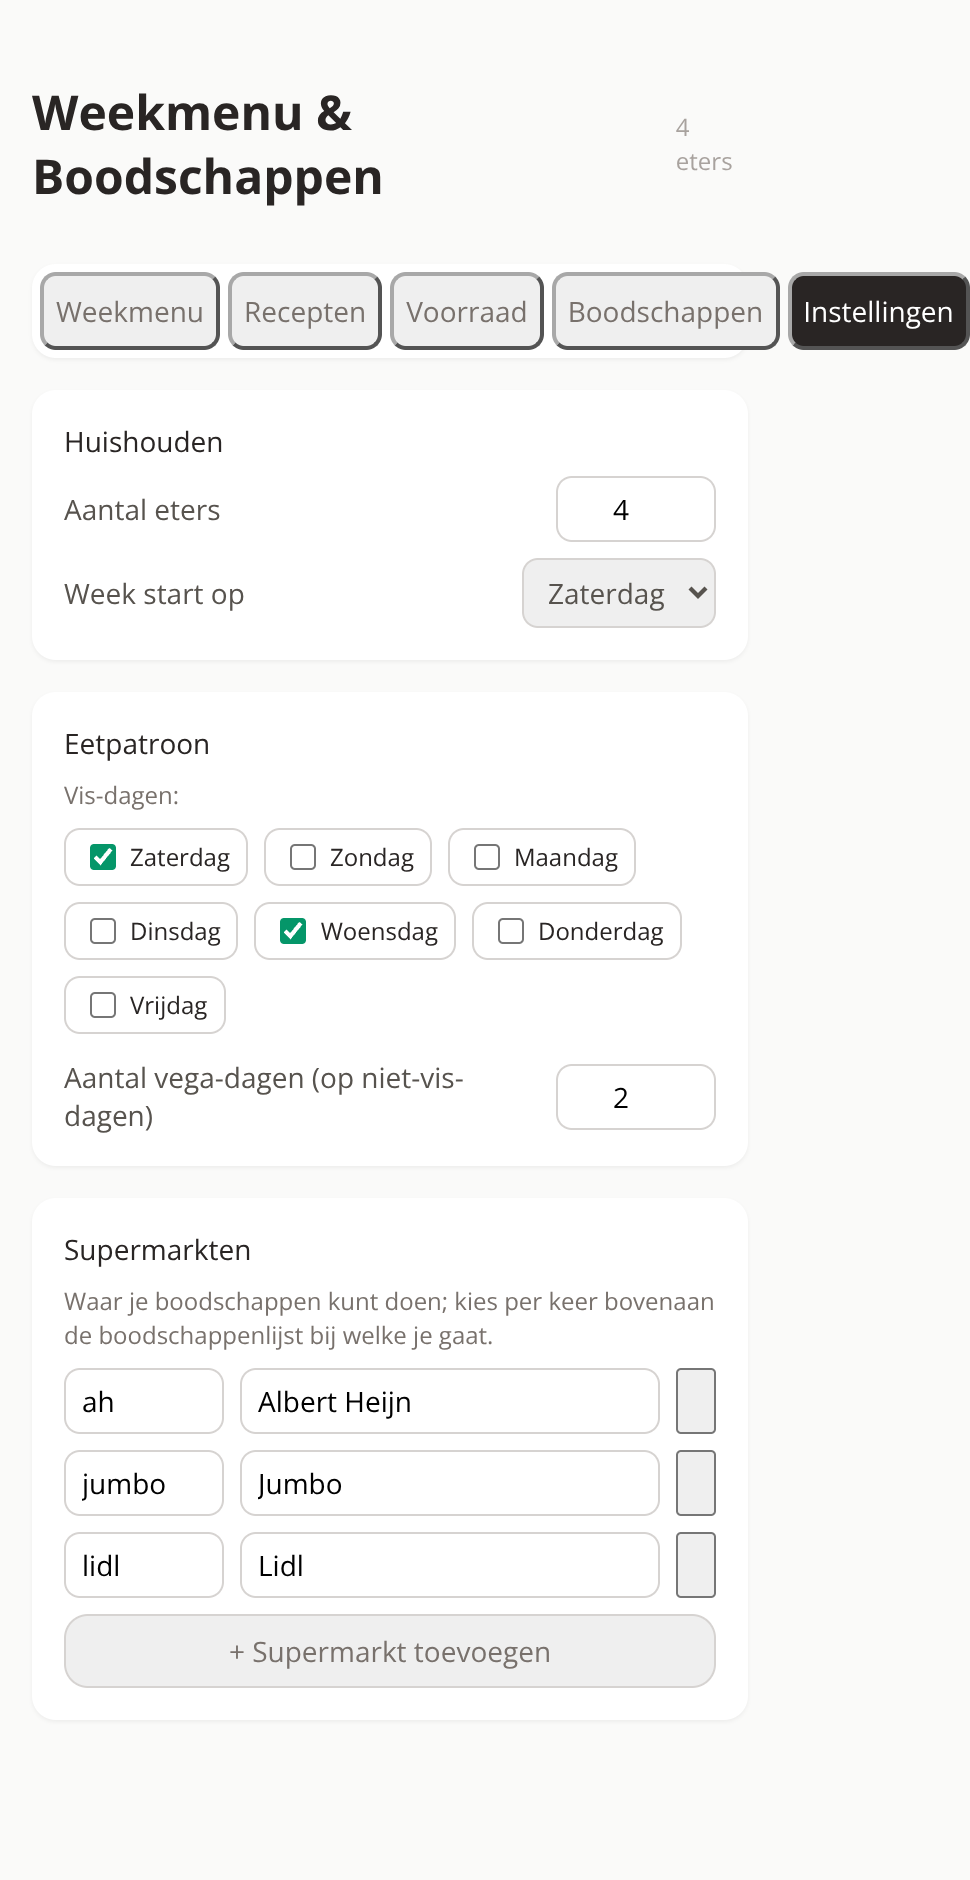 Weekmenu &
Boodschappen
4
eters
Weekmenu Recepten Voorraad Boodschappen Instellingen
Huishouden
Aantal eters 4
Week start op Zaterdag
Eetpatroon
Vis-dagen:
Zaterdag Zondag Maandag
Dinsdag Woensdag Donderdag
Vrijdag
Aantal vega-dagen (op niet-vis-
dagen) 2
Supermarkten
Waar je boodschappen kunt doen; kies per keer bovenaan
de boodschappenlijst bij welke je gaat.
ah Albert Heijn
jumbo Jumbo
lidl Lidl
+ Supermarkt toevoegen